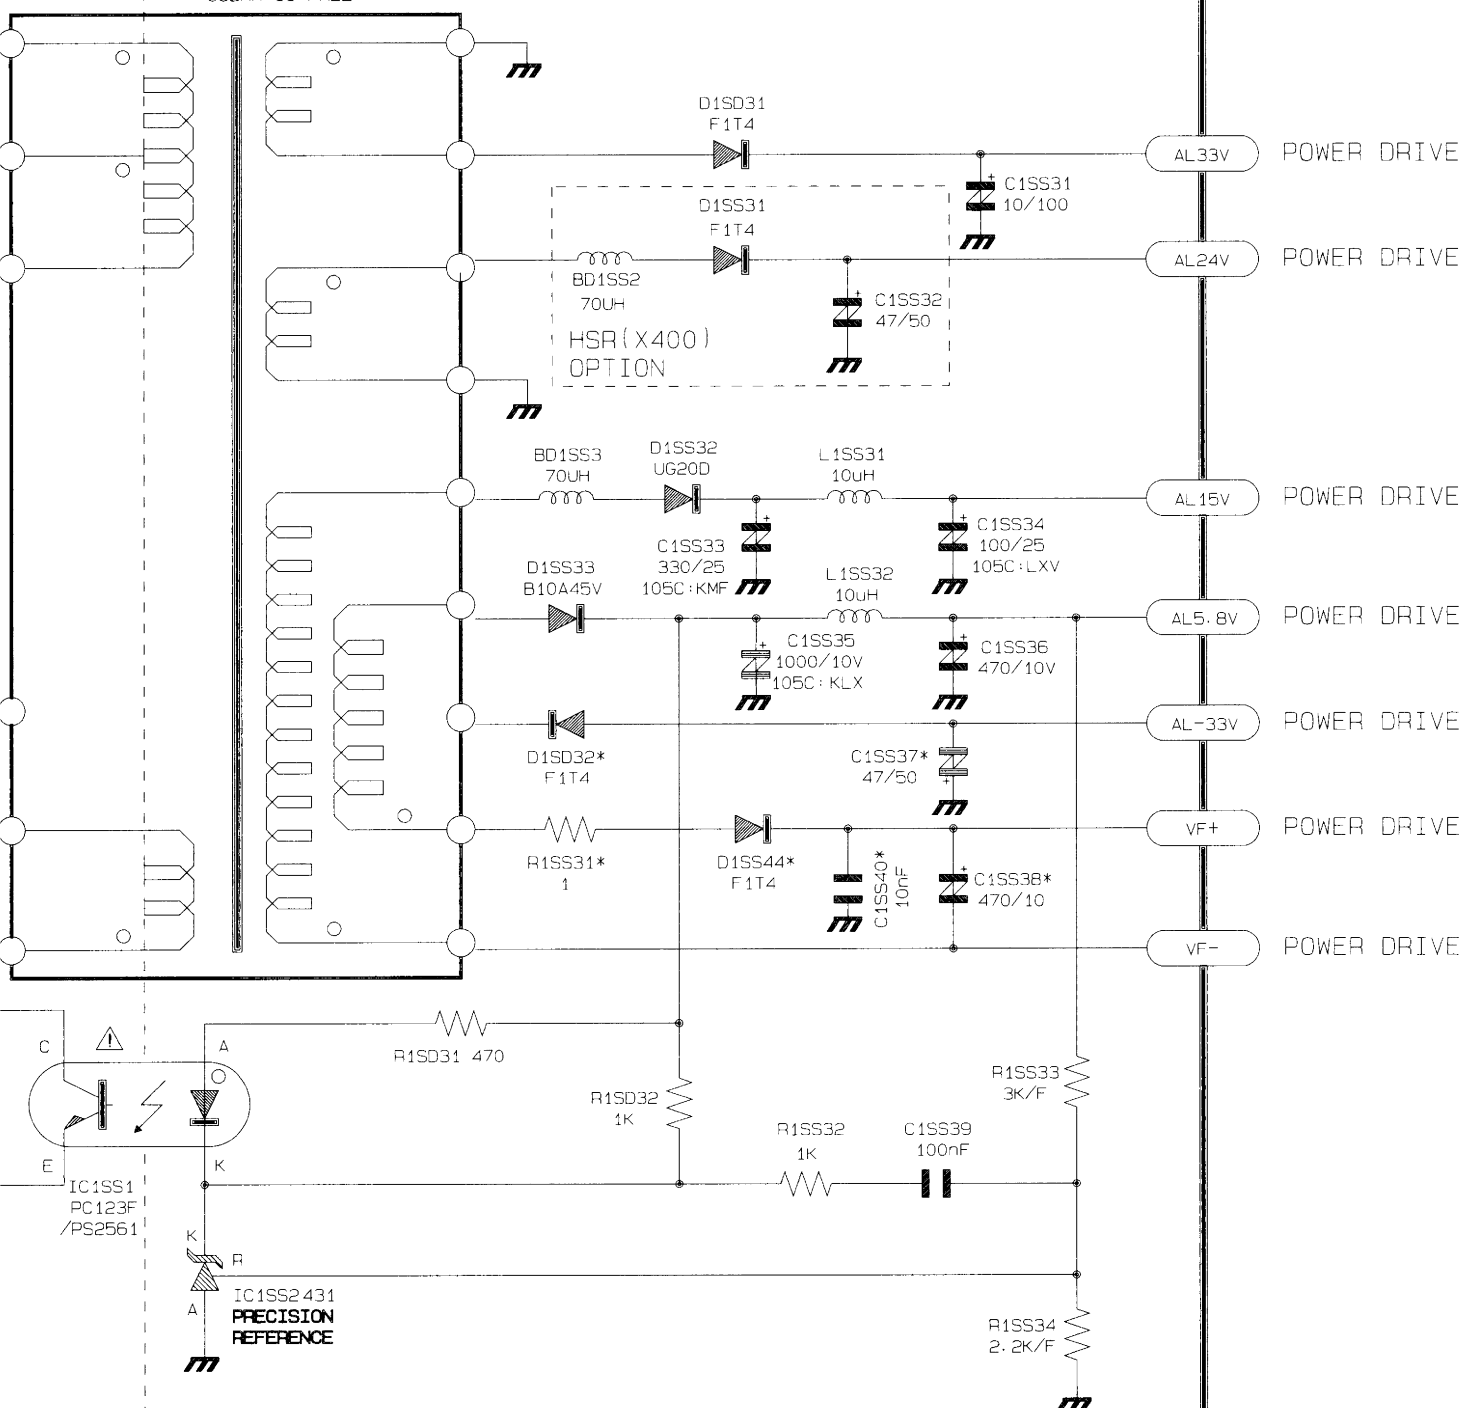 D1SD31
F1T4
AL33V
POWER DRIVE
C1SS31
10/100
D1SS31
F1T4
AL24V
POWER DRIVE
BD1SS2
70UH
C1SS32
47/50
HSR(X400)
OPTION
BD1SS3
70UH
D1SS32
UG20D
L1SS31
10uH
AL15V
POWER DRIVE
C1SS33
330/25
105C:KMF
C1SS34
100/25
105C:LXV
D1SS33
B10A45V
L1SS32
10uH
AL5.8V
POWER DRIVE
C1SS35
1000/10V
105C:KLX
C1SS36
470/10V
AL-33V
POWER DRIVE
D1SD32*
F1T4
C1SS37*
47/50
VF+
POWER DRIVE
R1SS31*
1
D1SS44*
F1T4
C1SS40*
10nF
C1SS38*
470/10
VF-
POWER DRIVE
C
A
R1SD31 470
R1SD32
1K
R1SS33
3K/F
R1SS32
1K
C1SS39
100nF
E
K
IC1SS1
PC123F
/PS2561
K
R
A
IC1SS2 431
PRECISION
REFERENCE
R1SS34
2.2K/F